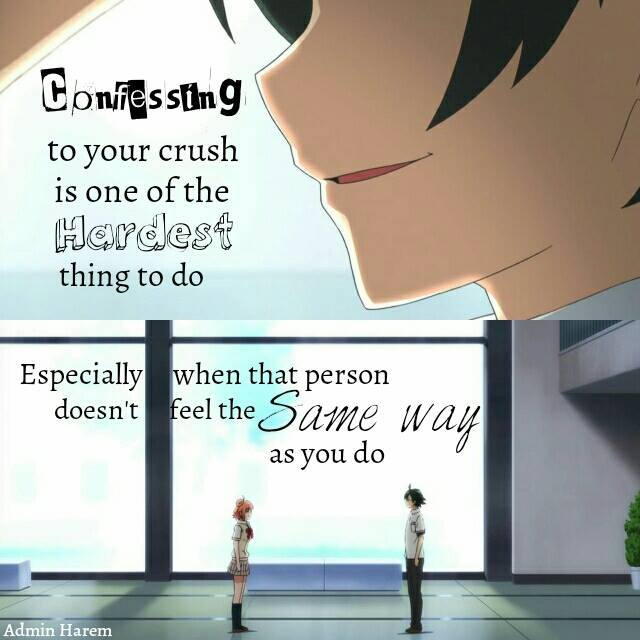 Confessing
to your crush
is one of the
Hardest
thing to do
Especially when that person
doesn't feel the Same way
as you do
Admin Harem